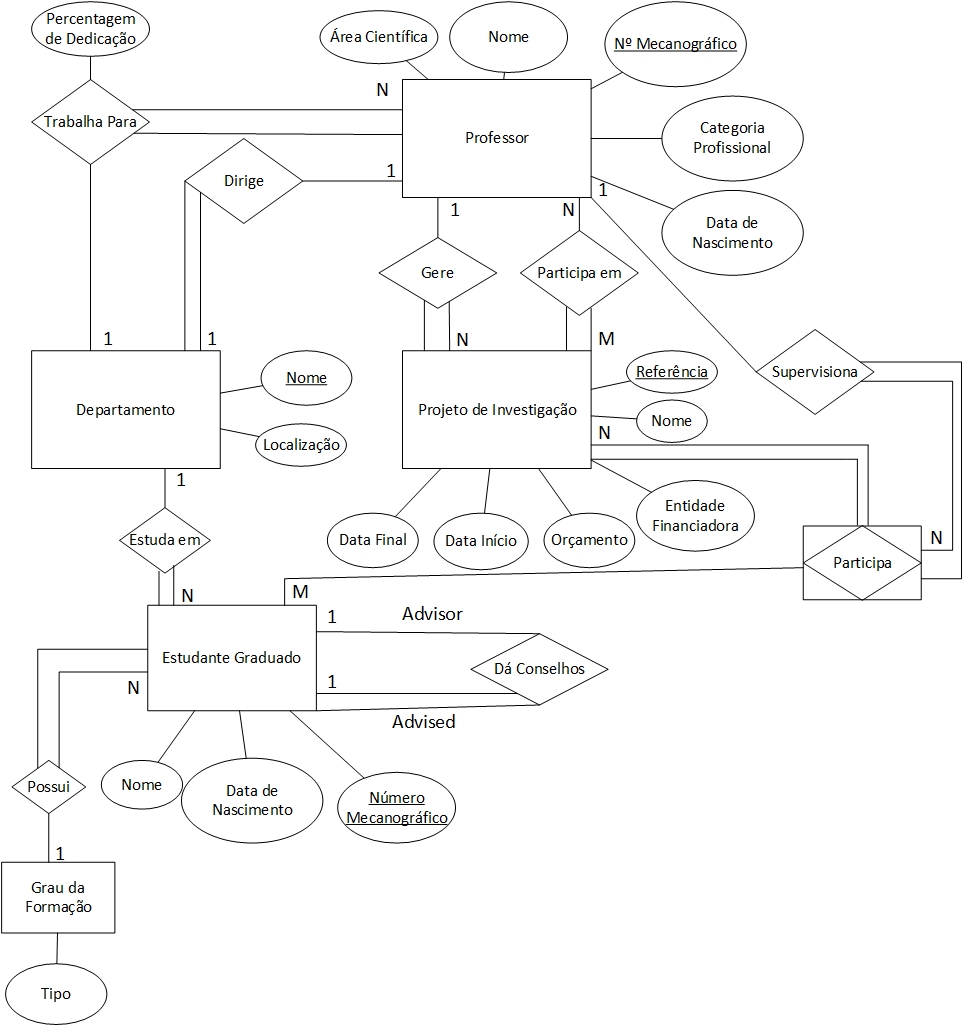 Percentagem
de Dedicação
Área Científica
Nome
Nº Mecanográfico
N
Trabalha Para
Professor
Categoria
Profissional
Dirige
1
1
N
1
Data de
Nascimento
Gere
Participa em
1
1
N
M
Supervisiona
Nome
Referência
Departamento
Projeto de Investigação
Nome
Localização
N
1
Entidade
Financiadora
Estuda em
Data Final
Data Início
Orçamento
N
Participa
N
M
1
Advisor
Estudante Graduado
Dá Conselhos
N
1
Advised
Possui
Nome
Data de
Nascimento
Número
Mecanográfico
1
Grau da
Formação
Tipo